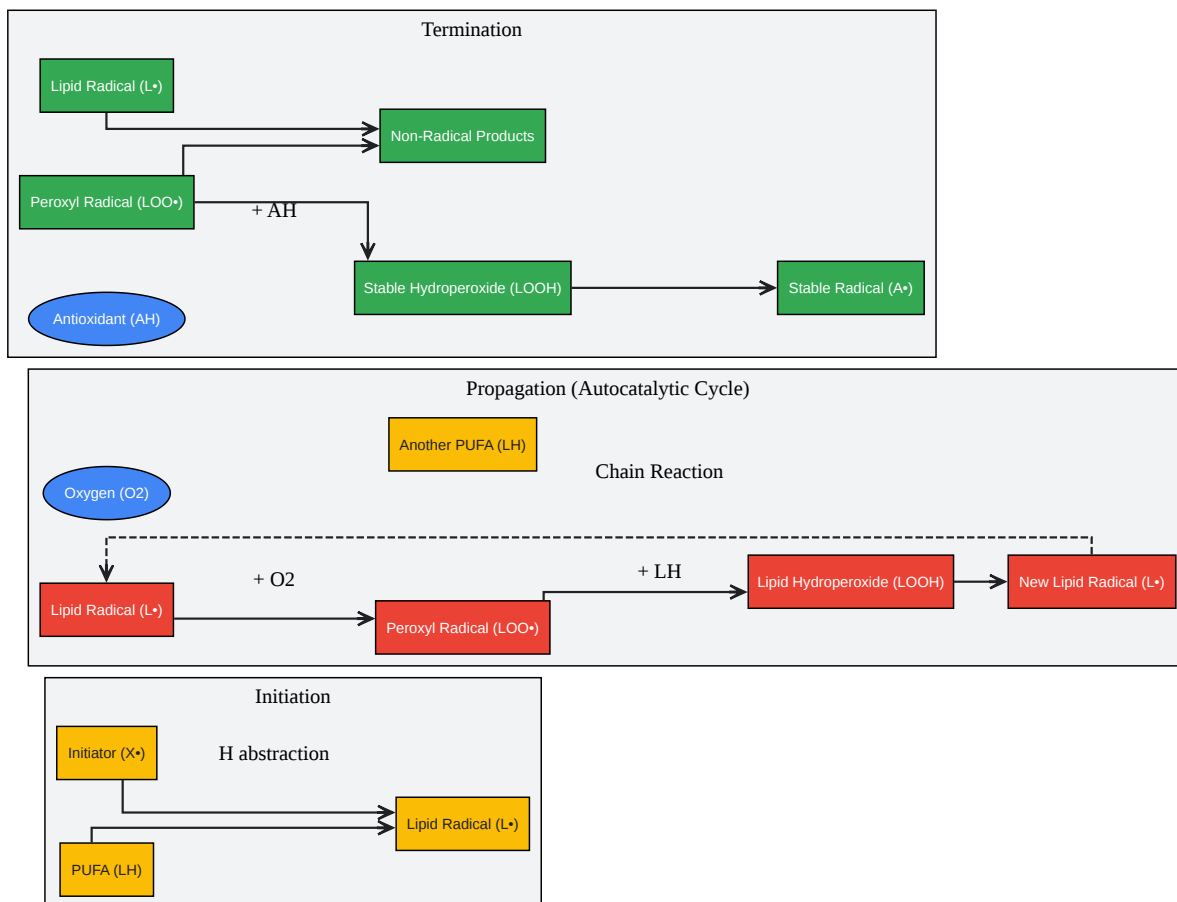 Termination
Lipid Radical (L•)
Non-Radical Products
Peroxyl Radical (LOO•)
+ AH
Stable Hydroperoxide (LOOH)
Stable Radical (A•)
Antioxidant (AH)
Propagation (Autocatalytic Cycle)
Another PUFA (LH)
Chain Reaction
Oxygen (O2)
+ O2
+ LH
Lipid Radical (L•)
Peroxyl Radical (LOO•)
Lipid Hydroperoxide (LOOH)
New Lipid Radical (L•)
Initiation
Initiator (X•)
H abstraction
Lipid Radical (L•)
PUFA (LH)